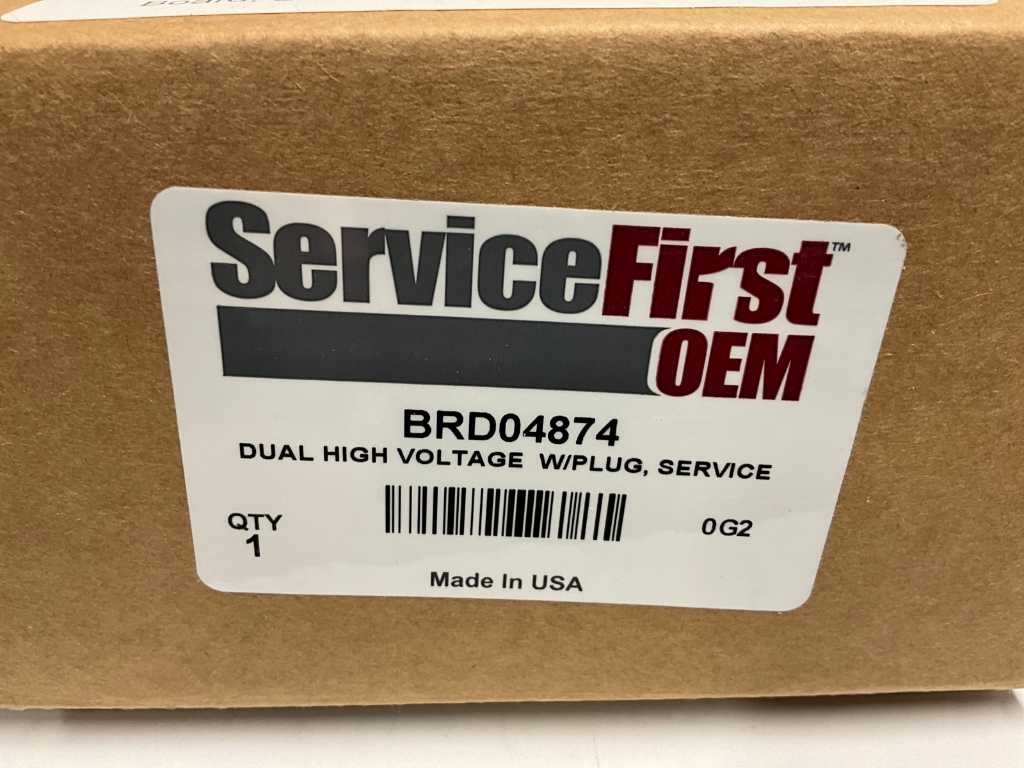 ServiceFirst™
OEM
BRD04874
DUAL HIGH VOLTAGE W/PLUG, SERVICE
QTY
1
0G2
Made In USA